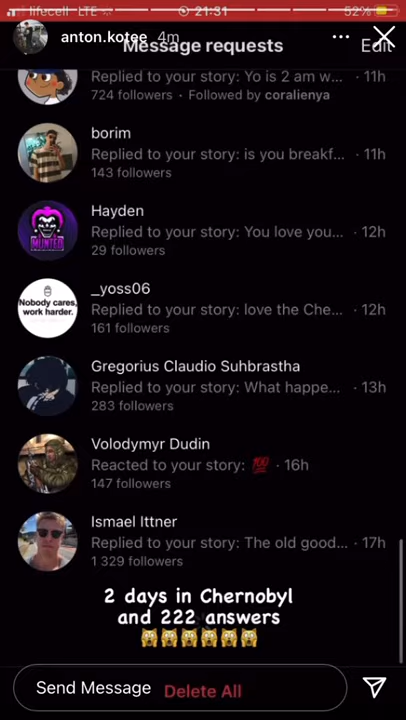 lifecell LTE 21:31 52%
anton.kotee 4m
Message requests Edit
Replied to your story: Yo is 2 am w... · 11h
724 followers · Followed by coralienya
borim
Replied to your story: is you breakf... · 11h
143 followers
Hayden
Replied to your story: You love you... · 12h
29 followers
HUNTED
_yoss06
Replied to your story: love the Che... · 12h
161 followers
Nobody cares,
work harder.
Gregorius Claudio Suhbrastha
Replied to your story: What happe... · 13h
283 followers
Volodymyr Dudin
Reacted to your story: 💯 · 16h
147 followers
Ismael Ittner
Replied to your story: The old good... · 17h
1 329 followers
2 days in Chernobyl
and 222 answers
🙀🙀🙀🙀🙀🙀
Send Message Delete All